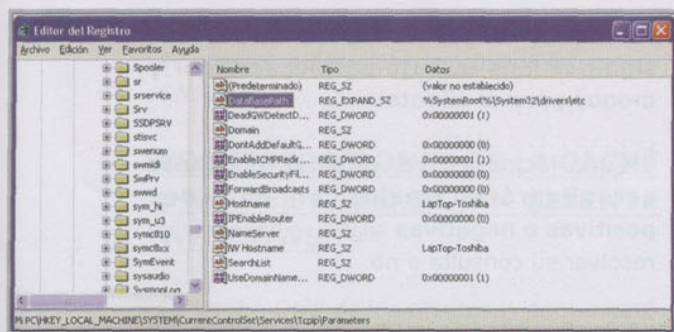 Editor del Registro
Archivo Edición Ver Favoritos Ayuda
Spooler
sr
srservice
Srv
SSDPSRV
stisvc
swenum
swmidi
SwPrv
swwd
sym_hi
sym_u3
symc810
symc8xx
SymEvent
sysaudio
SysmonLog
Nombre Tipo Datos
(Predeterminado) REG_SZ (valor no establecido)
DataBasePath REG_EXPAND_SZ %SystemRoot%\System32\drivers\etc
DeadGWDetectD... REG_DWORD 0x00000001 (1)
Domain REG_SZ
DontAddDefaultG... REG_DWORD 0x00000000 (0)
EnableICMPRedir... REG_DWORD 0x00000001 (1)
EnableSecurityFil... REG_DWORD 0x00000000 (0)
ForwardBroadcasts REG_DWORD 0x00000000 (0)
Hostname REG_SZ LapTop-Toshiba
IPEnableRouter REG_DWORD 0x00000000 (0)
NameServer REG_SZ
NV Hostname REG_SZ LapTop-Toshiba
SearchList REG_SZ
UseDomainName... REG_DWORD 0x00000001 (1)
Mi PC\HKEY_LOCAL_MACHINE\SYSTEM\CurrentControlSet\Services\Tcpip\Parameters